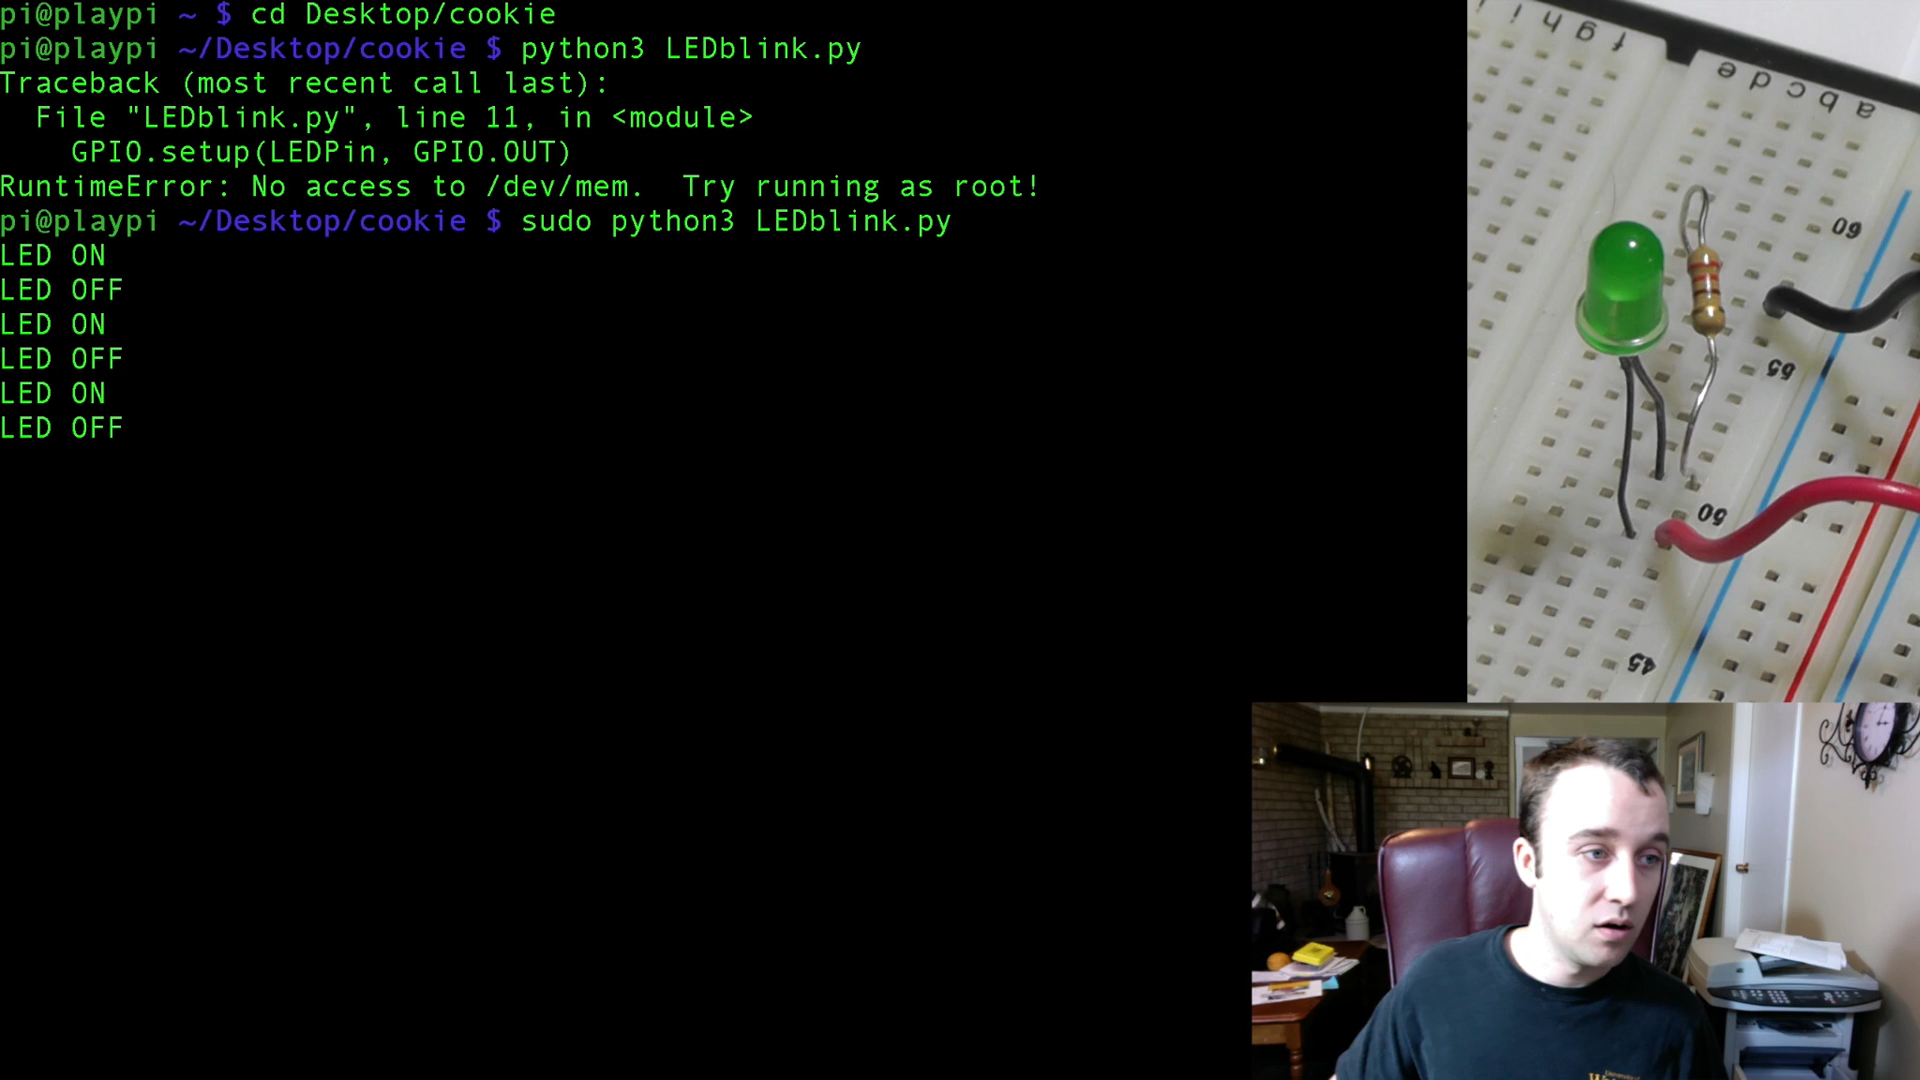 pi@playpi ~ $ cd Desktop/cookie
pi@playpi ~/Desktop/cookie $ python3 LEDblink.py
Traceback (most recent call last):
  File "LEDblink.py", line 11, in <module>
    GPIO.setup(LEDPin, GPIO.OUT)
RuntimeError: No access to /dev/mem.  Try running as root!
pi@playpi ~/Desktop/cookie $ sudo python3 LEDblink.py
LED ON
LED OFF
LED ON
LED OFF
LED ON
LED OFF
f g h i j
a b c d e
60
55
50
45